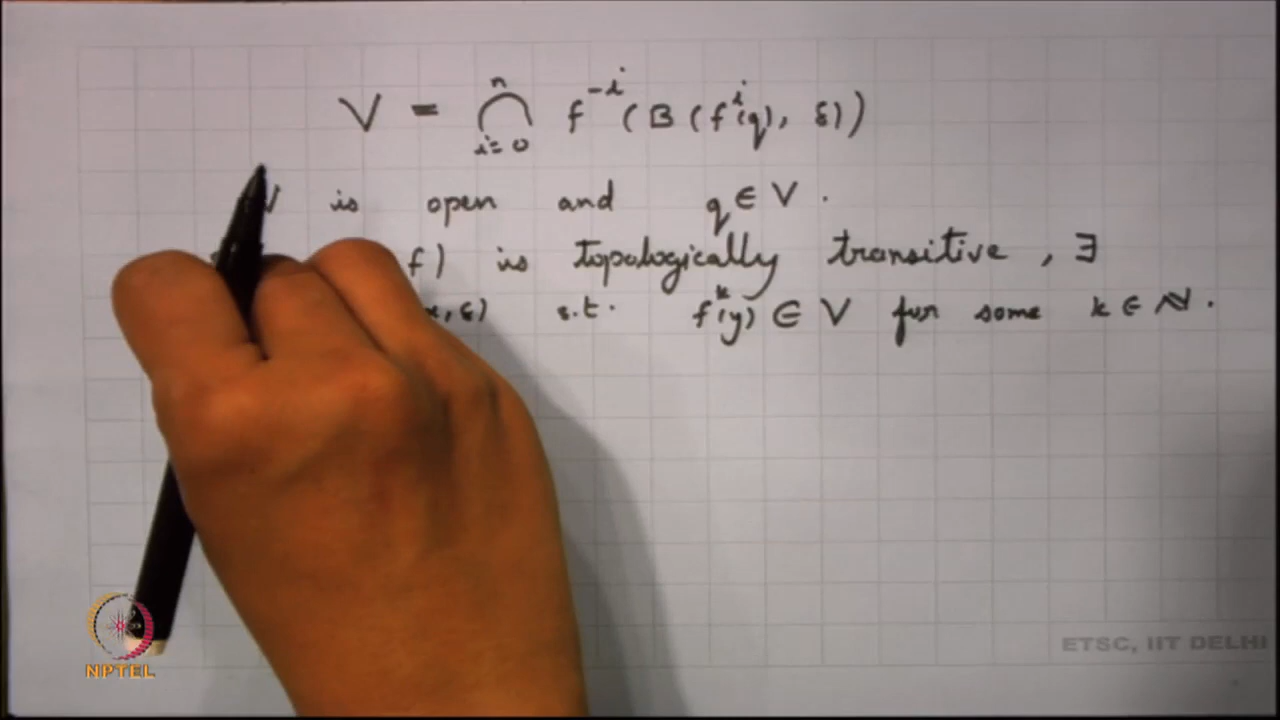 V = ⋂_{i=0}^{n} f^{-i}(B(f^i(q), δ))
V is open and q ∈ V.
f) is topologically transitive, ∃
x, δ) s.t. f^k(y) ∈ V for some k ∈ ℕ.
NPTEL
ETSC, IIT DELHI